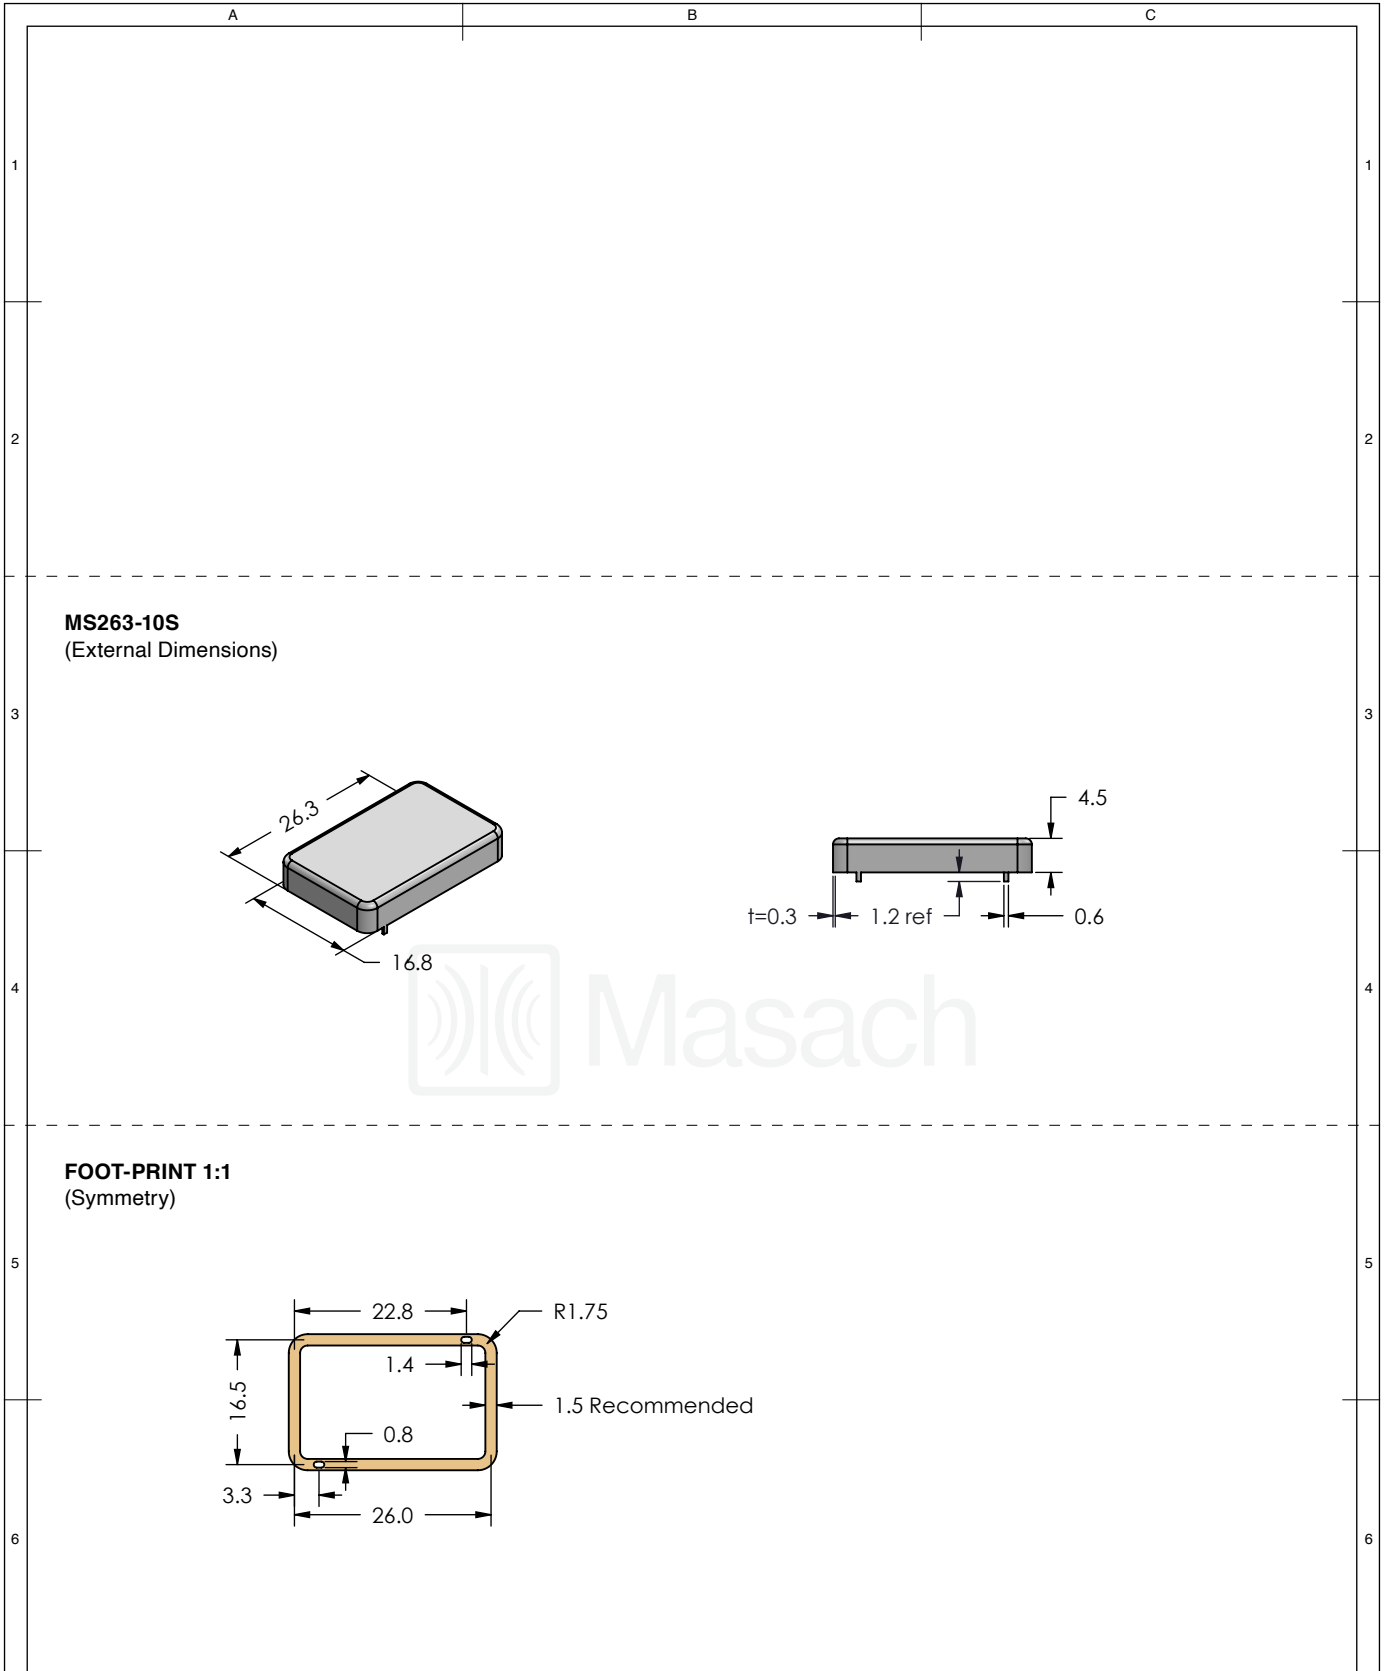 A B C
1 1
2 2
MS263-10S
(External Dimensions)
3 3
26.3
16.8
4.5
t=0.3 1.2 ref 0.6
4 4
Masach
FOOT-PRINT 1:1
(Symmetry)
5 5
22.8 R1.75
1.4
16.5
1.5 Recommended
0.8
3.3
26.0
6 6